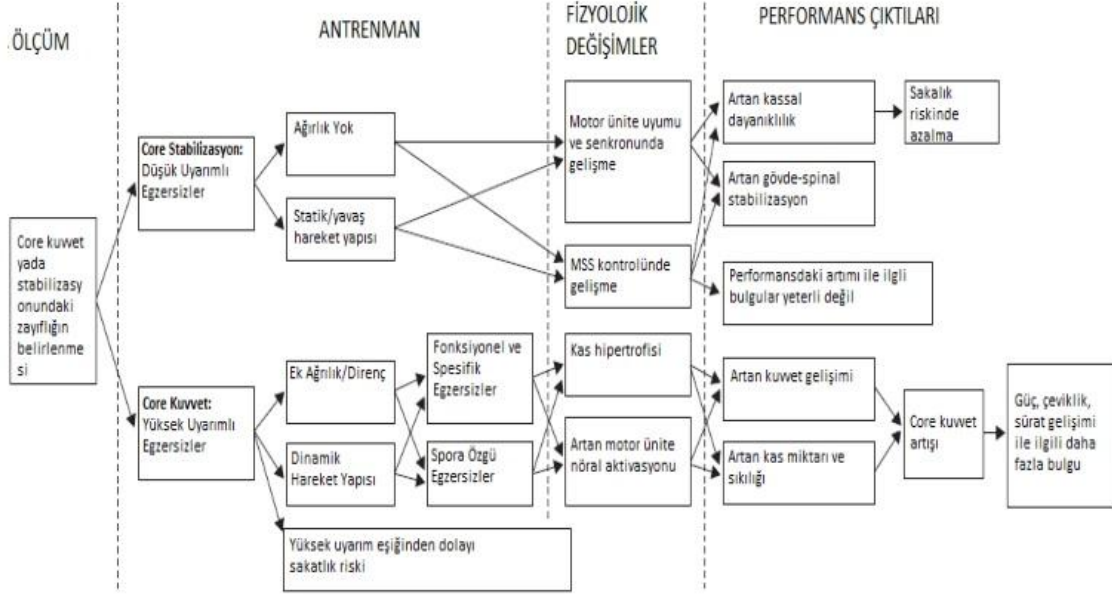 ÖLÇÜM
ANTRENMAN
FİZYOLOJİK
DEĞİŞİMLER
PERFORMANS ÇIKTILARI
Core kuvvet
yada
stabilizasy
onundaki
zayıflığın
belirlenme
si
Core Stabilizasyon:
Düşük Uyarımlı
Egzersizler
Ağırlık Yok
Statik/yavaş
hareket yapısı
Motor ünite uyumu
ve senkronunda
gelişme
MSS kontrolünde
gelişme
Artan kassal
dayanıklılık
Sakalık
riskinde
azalma
Artan gövde-spinal
stabilizasyon
Performansdaki artımı ile ilgli
bulgular yeterli değil
Core Kuvvet:
Yüksek Uyarımlı
Egzersizler
Ek Ağrılık/Direnç
Dinamik
Hareket Yapısı
Fonksiyonel ve
Spesifik
Egzersizler
Spora Özgü
Egzersizler
Yüksek uyarım eşiğinden dolayı
sakatlık riski
Kas hipertrofisi
Artan motor ünite
nöral aktivasyonu
Artan kuvvet gelişimi
Artan kas miktarı ve
sıkılığı
Core kuvvet
artışı
Güç, çeviklik,
sürat gelişimi
ile ilgili daha
fazla bulgu